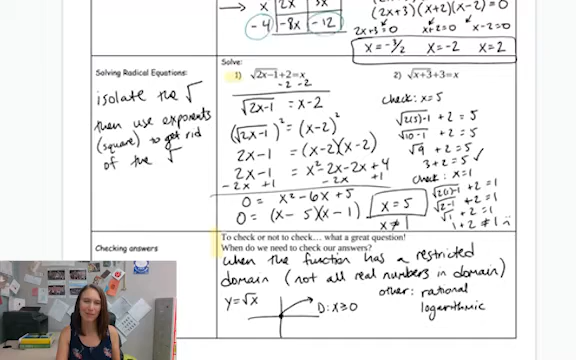 x 2x² 3x
-4 -8x -12
(2x+3)(x+2)(x-2)=0
2x+3=0 x+2=0 x-2=0
x = -3/2 x = -2 x = 2
Solving Radical Equations:
isolate the √
then use exponents
(square) to get rid
of the √
Solve:
1) √2x-1+2=x
-2 -2
√2x-1 = x-2
(√2x-1)² = (x-2)²
2x-1 = (x-2)(x-2)
2x-1 = x²-2x-2x+4
-2x +1 -2x +1
0 = x²-6x+5
0 = (x-5)(x-1)
x = 5
x ≠ 1
2) √x+3+3=x
check: x=5
√2(5)-1 + 2 = 5
√10-1 + 2 = 5
√9 + 2 = 5
3+2=5 ✓
check: x=1
√2(1)-1 + 2 = 1
√2-1 + 2 = 1
√1 + 2 = 1
1+2 ≠ 1
Checking answers
To check or not to check… what a great question!
When do we need to check our answers?
when the function has a restricted
domain (not all real numbers in domain)
y=√x
D: x≥0
other: rational
logarithmic